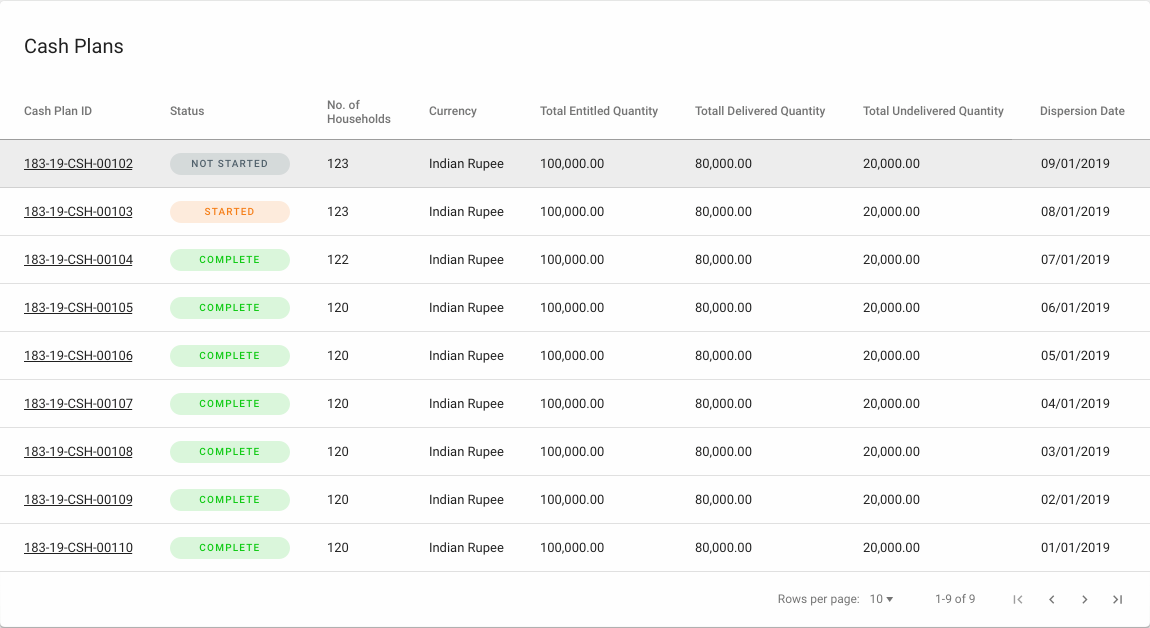 Cash Plans
Cash Plan ID Status No. of Households Currency Total Entitled Quantity Totall Delivered Quantity Total Undelivered Quantity Dispersion Date
183-19-CSH-00102 NOT STARTED 123 Indian Rupee 100,000.00 80,000.00 20,000.00 09/01/2019
183-19-CSH-00103 STARTED 123 Indian Rupee 100,000.00 80,000.00 20,000.00 08/01/2019
183-19-CSH-00104 COMPLETE 122 Indian Rupee 100,000.00 80,000.00 20,000.00 07/01/2019
183-19-CSH-00105 COMPLETE 120 Indian Rupee 100,000.00 80,000.00 20,000.00 06/01/2019
183-19-CSH-00106 COMPLETE 120 Indian Rupee 100,000.00 80,000.00 20,000.00 05/01/2019
183-19-CSH-00107 COMPLETE 120 Indian Rupee 100,000.00 80,000.00 20,000.00 04/01/2019
183-19-CSH-00108 COMPLETE 120 Indian Rupee 100,000.00 80,000.00 20,000.00 03/01/2019
183-19-CSH-00109 COMPLETE 120 Indian Rupee 100,000.00 80,000.00 20,000.00 02/01/2019
183-19-CSH-00110 COMPLETE 120 Indian Rupee 100,000.00 80,000.00 20,000.00 01/01/2019
Rows per page: 10 1-9 of 9